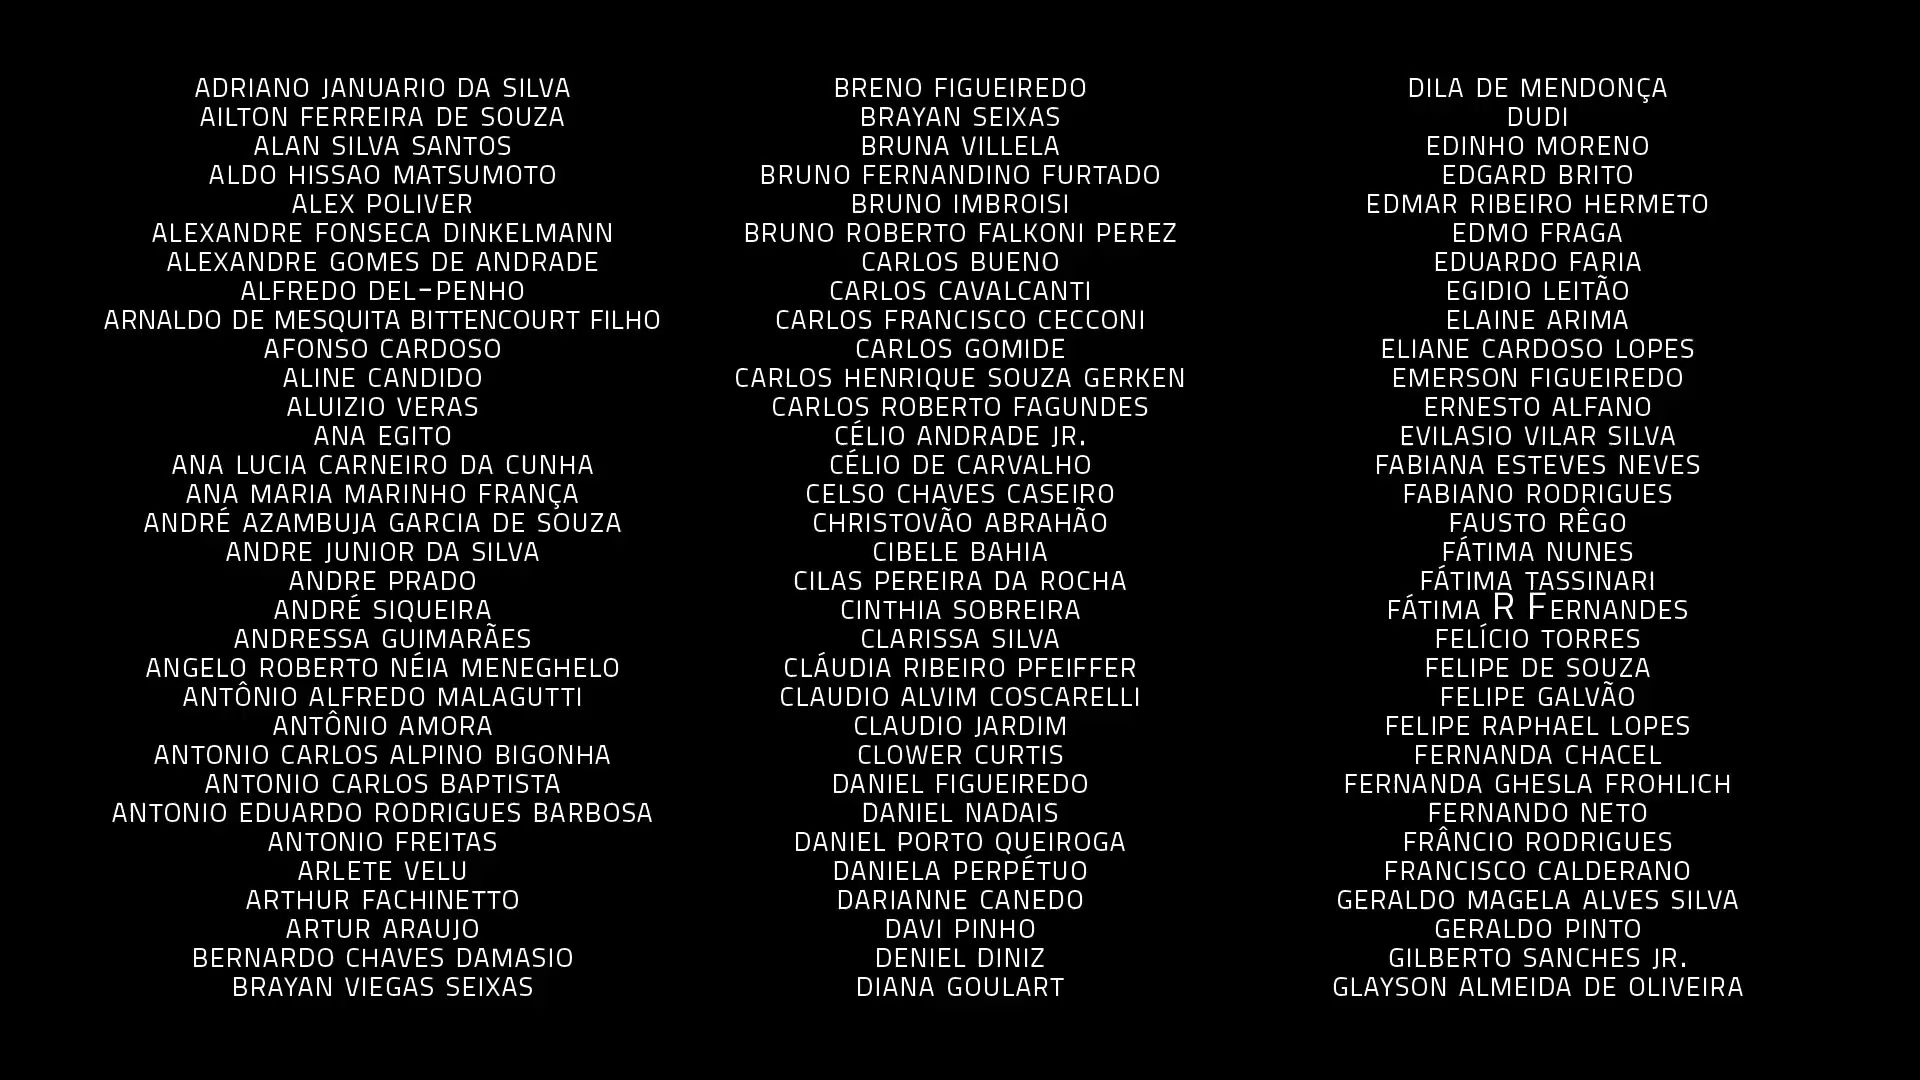 ADRIANO JANUARIO DA SILVA
AILTON FERREIRA DE SOUZA
ALAN SILVA SANTOS
ALDO HISSAO MATSUMOTO
ALEX POLIVER
ALEXANDRE FONSECA DINKELMANN
ALEXANDRE GOMES DE ANDRADE
ALFREDO DEL-PENHO
ARNALDO DE MESQUITA BITTENCOURT FILHO
AFONSO CARDOSO
ALINE CANDIDO
ALUIZIO VERAS
ANA EGITO
ANA LUCIA CARNEIRO DA CUNHA
ANA MARIA MARINHO FRANÇA
ANDRÉ AZAMBUJA GARCIA DE SOUZA
ANDRE JUNIOR DA SILVA
ANDRE PRADO
ANDRÉ SIQUEIRA
ANDRESSA GUIMARÃES
ANGELO ROBERTO NÉIA MENEGHELO
ANTÔNIO ALFREDO MALAGUTTI
ANTÔNIO AMORA
ANTONIO CARLOS ALPINO BIGONHA
ANTONIO CARLOS BAPTISTA
ANTONIO EDUARDO RODRIGUES BARBOSA
ANTONIO FREITAS
ARLETE VELU
ARTHUR FACHINETTO
ARTUR ARAUJO
BERNARDO CHAVES DAMASIO
BRAYAN VIEGAS SEIXAS
BRENO FIGUEIREDO
BRAYAN SEIXAS
BRUNA VILLELA
BRUNO FERNANDINO FURTADO
BRUNO IMBROISI
BRUNO ROBERTO FALKONI PEREZ
CARLOS BUENO
CARLOS CAVALCANTI
CARLOS FRANCISCO CECCONI
CARLOS GOMIDE
CARLOS HENRIQUE SOUZA GERKEN
CARLOS ROBERTO FAGUNDES
CÉLIO ANDRADE JR.
CÉLIO DE CARVALHO
CELSO CHAVES CASEIRO
CHRISTOVÃO ABRAHÃO
CIBELE BAHIA
CILAS PEREIRA DA ROCHA
CINTHIA SOBREIRA
CLARISSA SILVA
CLÁUDIA RIBEIRO PFEIFFER
CLAUDIO ALVIM COSCARELLI
CLAUDIO JARDIM
CLOWER CURTIS
DANIEL FIGUEIREDO
DANIEL NADAIS
DANIEL PORTO QUEIROGA
DANIELA PERPÉTUO
DARIANNE CANEDO
DAVI PINHO
DENIEL DINIZ
DIANA GOULART
DILA DE MENDONÇA
DUDI
EDINHO MORENO
EDGARD BRITO
EDMAR RIBEIRO HERMETO
EDMO FRAGA
EDUARDO FARIA
EGIDIO LEITÃO
ELAINE ARIMA
ELIANE CARDOSO LOPES
EMERSON FIGUEIREDO
ERNESTO ALFANO
EVILASIO VILAR SILVA
FABIANA ESTEVES NEVES
FABIANO RODRIGUES
FAUSTO RÊGO
FÁTIMA NUNES
FÁTIMA TASSINARI
FÁTIMA R FERNANDES
FELÍCIO TORRES
FELIPE DE SOUZA
FELIPE GALVÃO
FELIPE RAPHAEL LOPES
FERNANDA CHACEL
FERNANDA GHESLA FROHLICH
FERNANDO NETO
FRÂNCIO RODRIGUES
FRANCISCO CALDERANO
GERALDO MAGELA ALVES SILVA
GERALDO PINTO
GILBERTO SANCHES JR.
GLAYSON ALMEIDA DE OLIVEIRA